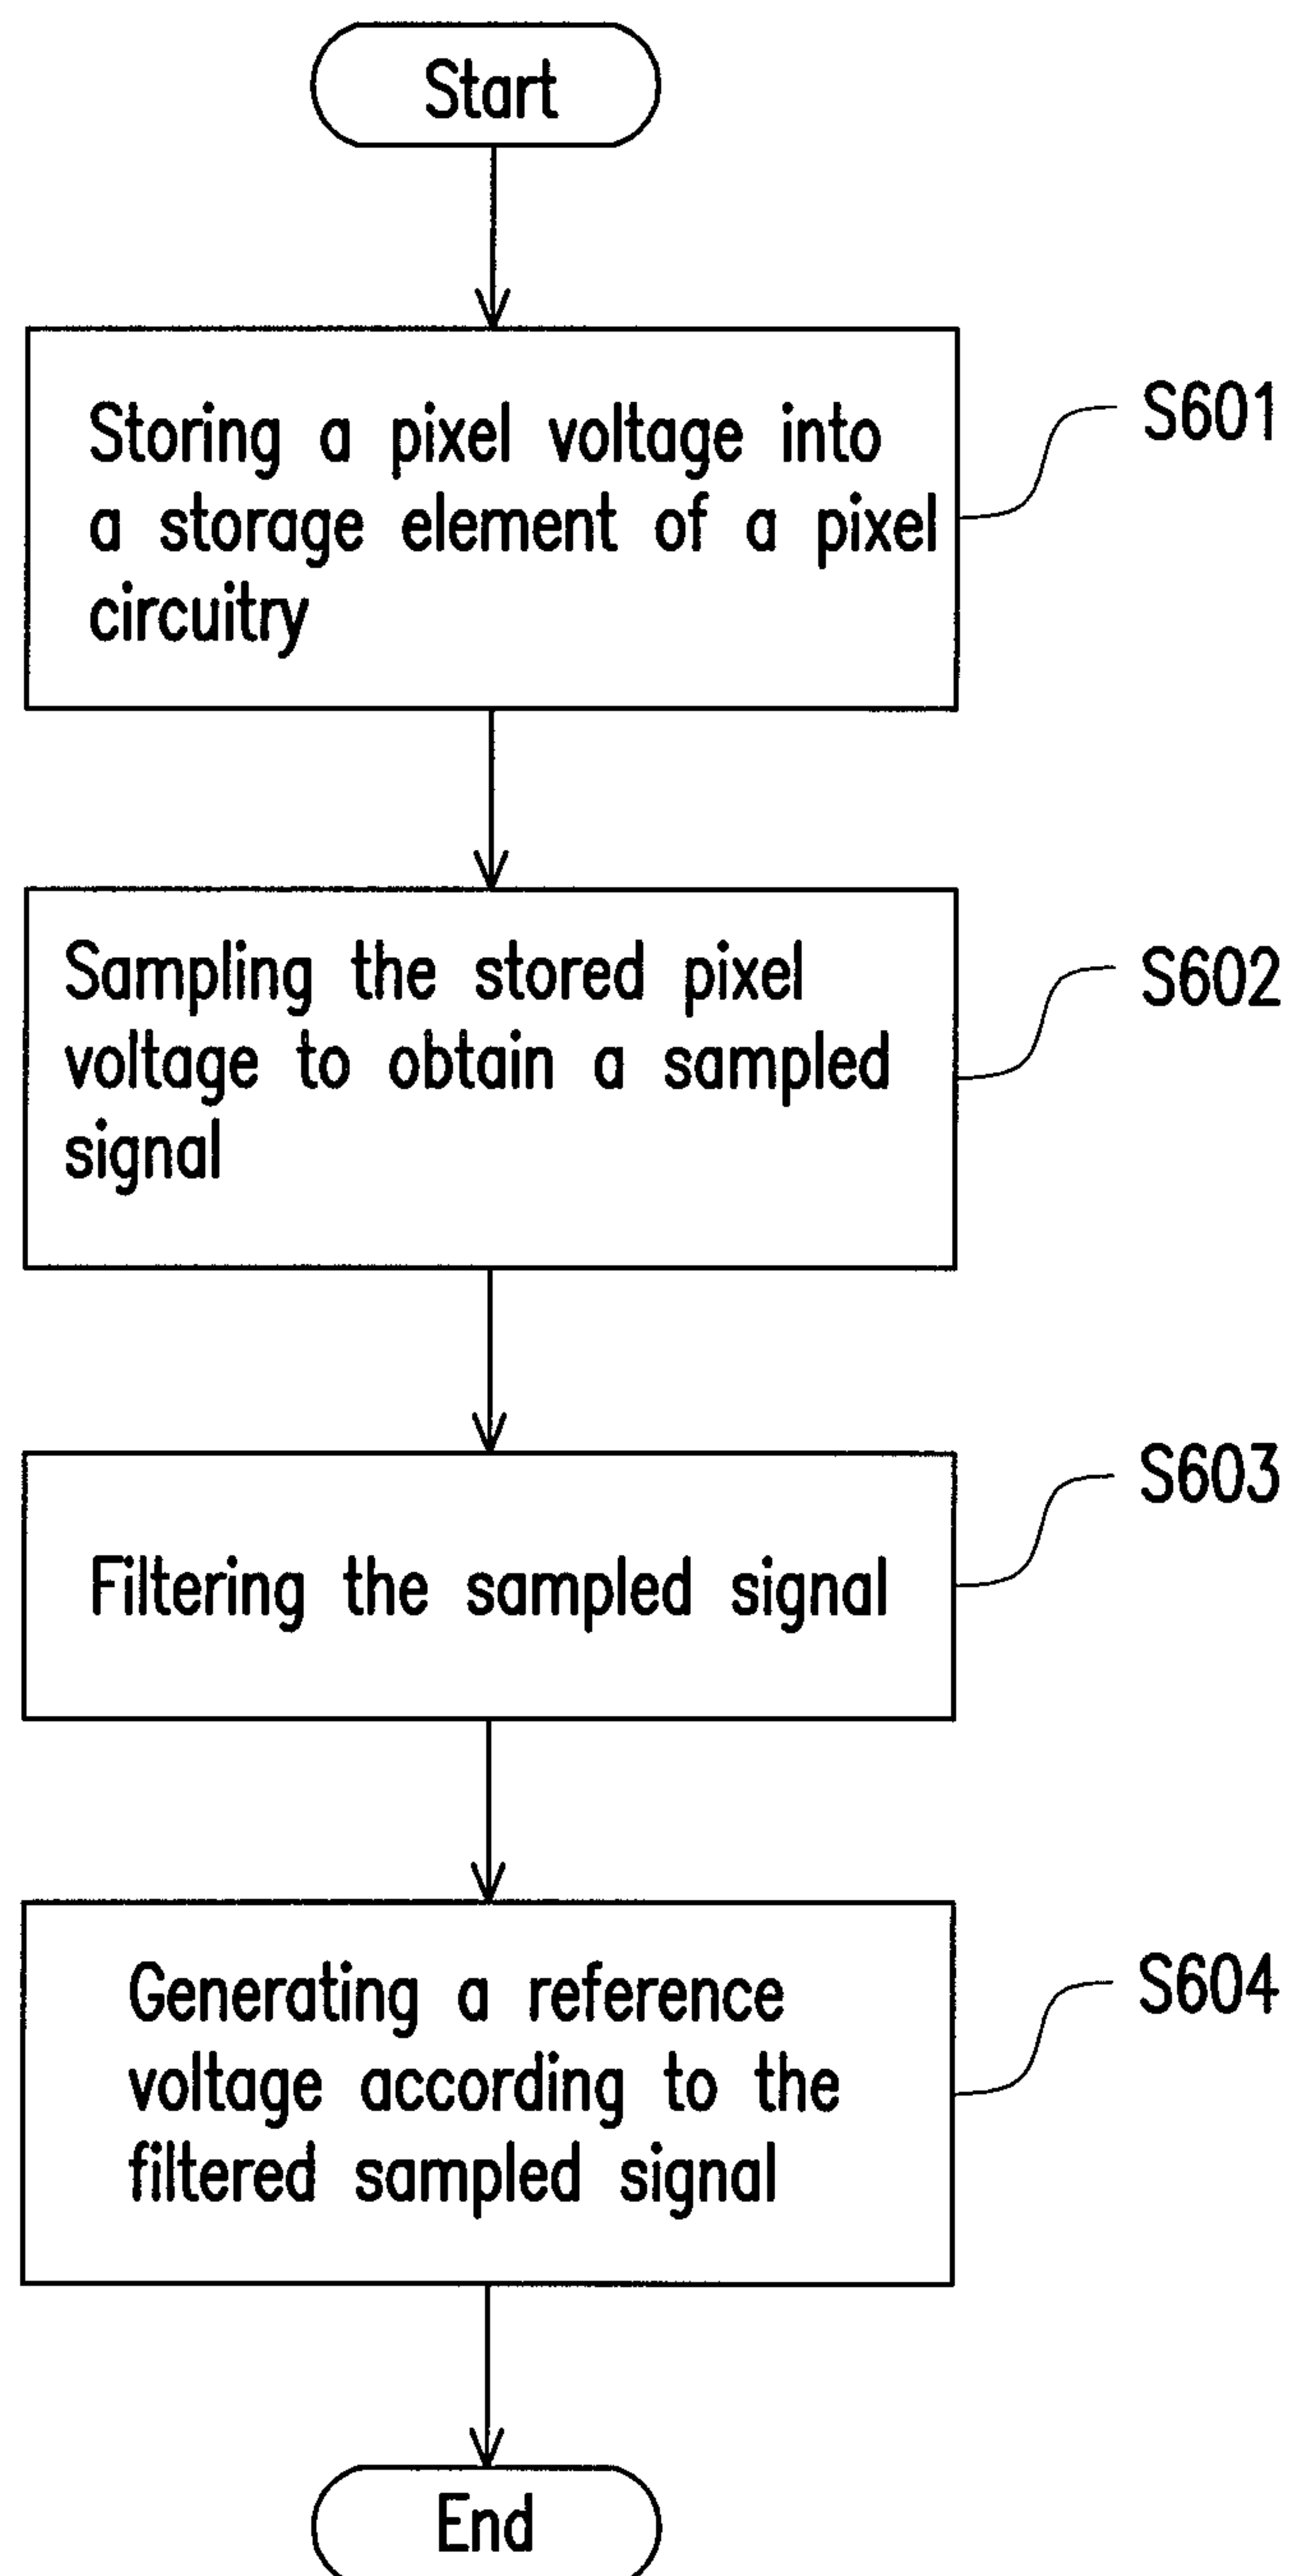 Start
Storing a pixel voltage into
a storage element of a pixel
circuitry
S601
Sampling the stored pixel
voltage to obtain a sampled
signal
S602
Filtering the sampled signal
S603
Generating a reference
voltage according to the
filtered sampled signal
S604
End